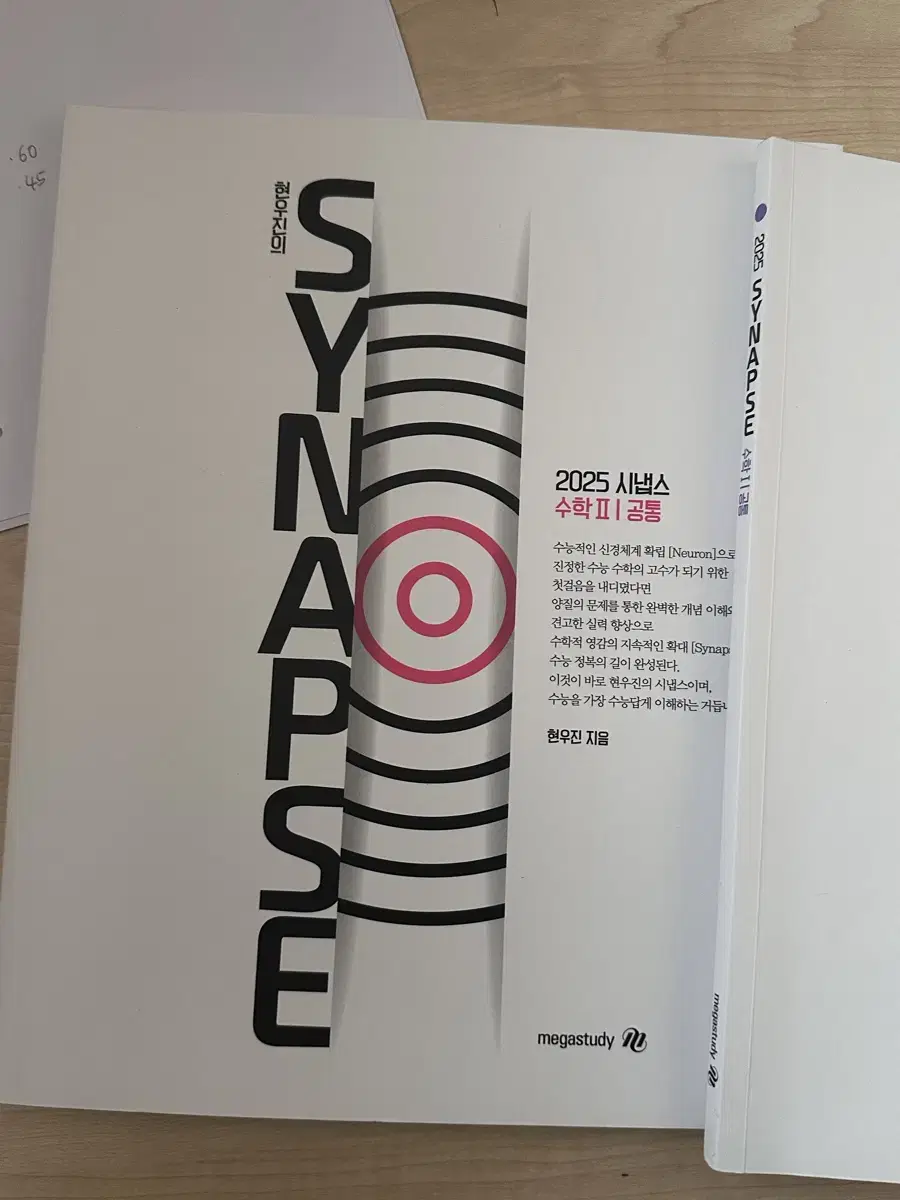 .60
.45
현우진의
SYNAPSE
2025 시냅스
수학Ⅱ | 공통
수능적인 신경체계 확립 [Neuron]으로
진정한 수능 수학의 고수가 되기 위한
첫걸음을 내디뎠다면
양질의 문제를 통한 완벽한 개념 이해와
견고한 실력 향상으로
수학적 영감의 지속적인 확대 [Synaps
수능 정복의 길이 완성된다.
이것이 바로 현우진의 시냅스이며,
수능을 가장 수능답게 이해하는 거듭
현우진 지음
megastudy
2025 SYNAPSE 수학Ⅰ | 공통
megastudy